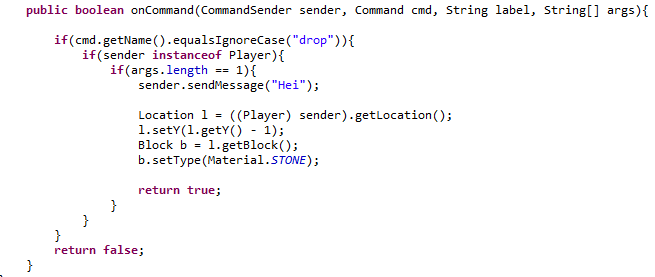 public boolean onCommand(CommandSender sender, Command cmd, String label, String[] args){
if(cmd.getName().equalsIgnoreCase("drop")){
if(sender instanceof Player){
if(args.length == 1){
sender.sendMessage("Hei");
Location l = ((Player) sender).getLocation();
l.setY(l.getY() - 1);
Block b = l.getBlock();
b.setType(Material.STONE);
return true;
}
}
}
return false;
}